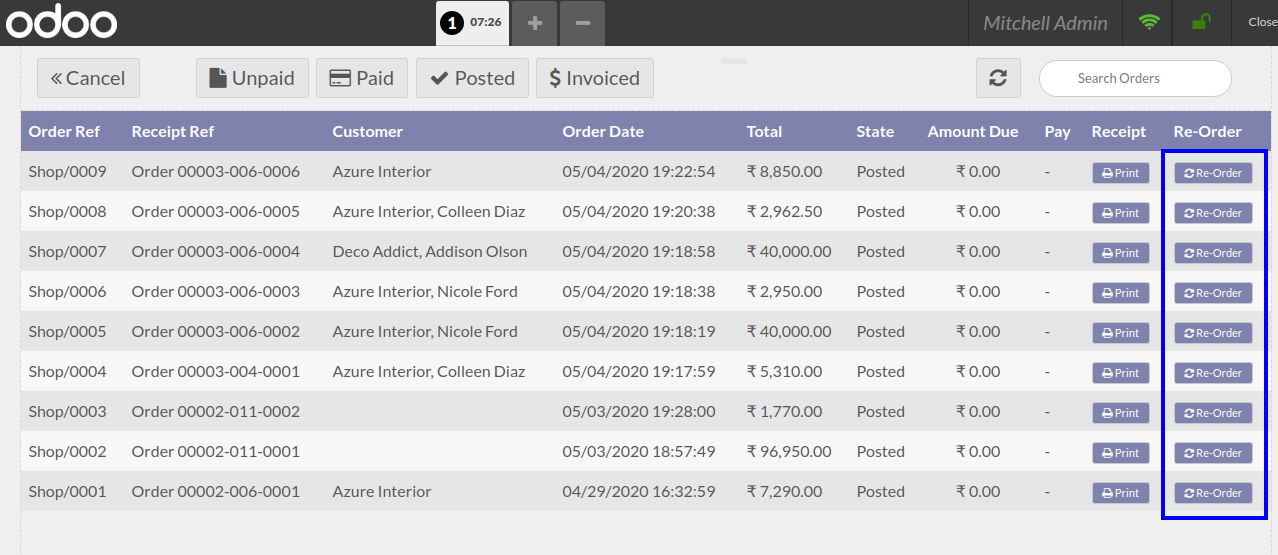 odoo 1 07:26 Mitchell Admin Close
Cancel Unpaid Paid Posted Invoiced Search Orders
Order Ref Receipt Ref Customer Order Date Total State Amount Due Pay Receipt Re-Order
Shop/0009 Order 00003-006-0006 Azure Interior 05/04/2020 19:22:54 ₹ 8,850.00 Posted ₹ 0.00 - Print Re-Order
Shop/0008 Order 00003-006-0005 Azure Interior, Colleen Diaz 05/04/2020 19:20:38 ₹ 2,962.50 Posted ₹ 0.00 - Print Re-Order
Shop/0007 Order 00003-006-0004 Deco Addict, Addison Olson 05/04/2020 19:18:58 ₹ 40,000.00 Posted ₹ 0.00 - Print Re-Order
Shop/0006 Order 00003-006-0003 Azure Interior, Nicole Ford 05/04/2020 19:18:38 ₹ 2,950.00 Posted ₹ 0.00 - Print Re-Order
Shop/0005 Order 00003-006-0002 Azure Interior, Nicole Ford 05/04/2020 19:18:19 ₹ 40,000.00 Posted ₹ 0.00 - Print Re-Order
Shop/0004 Order 00003-004-0001 Azure Interior, Colleen Diaz 05/04/2020 19:17:59 ₹ 5,310.00 Posted ₹ 0.00 - Print Re-Order
Shop/0003 Order 00002-011-0002 05/03/2020 19:28:00 ₹ 1,770.00 Posted ₹ 0.00 - Print Re-Order
Shop/0002 Order 00002-011-0001 05/03/2020 18:57:49 ₹ 96,950.00 Posted ₹ 0.00 - Print Re-Order
Shop/0001 Order 00002-006-0001 Azure Interior 04/29/2020 16:32:59 ₹ 7,290.00 Posted ₹ 0.00 - Print Re-Order